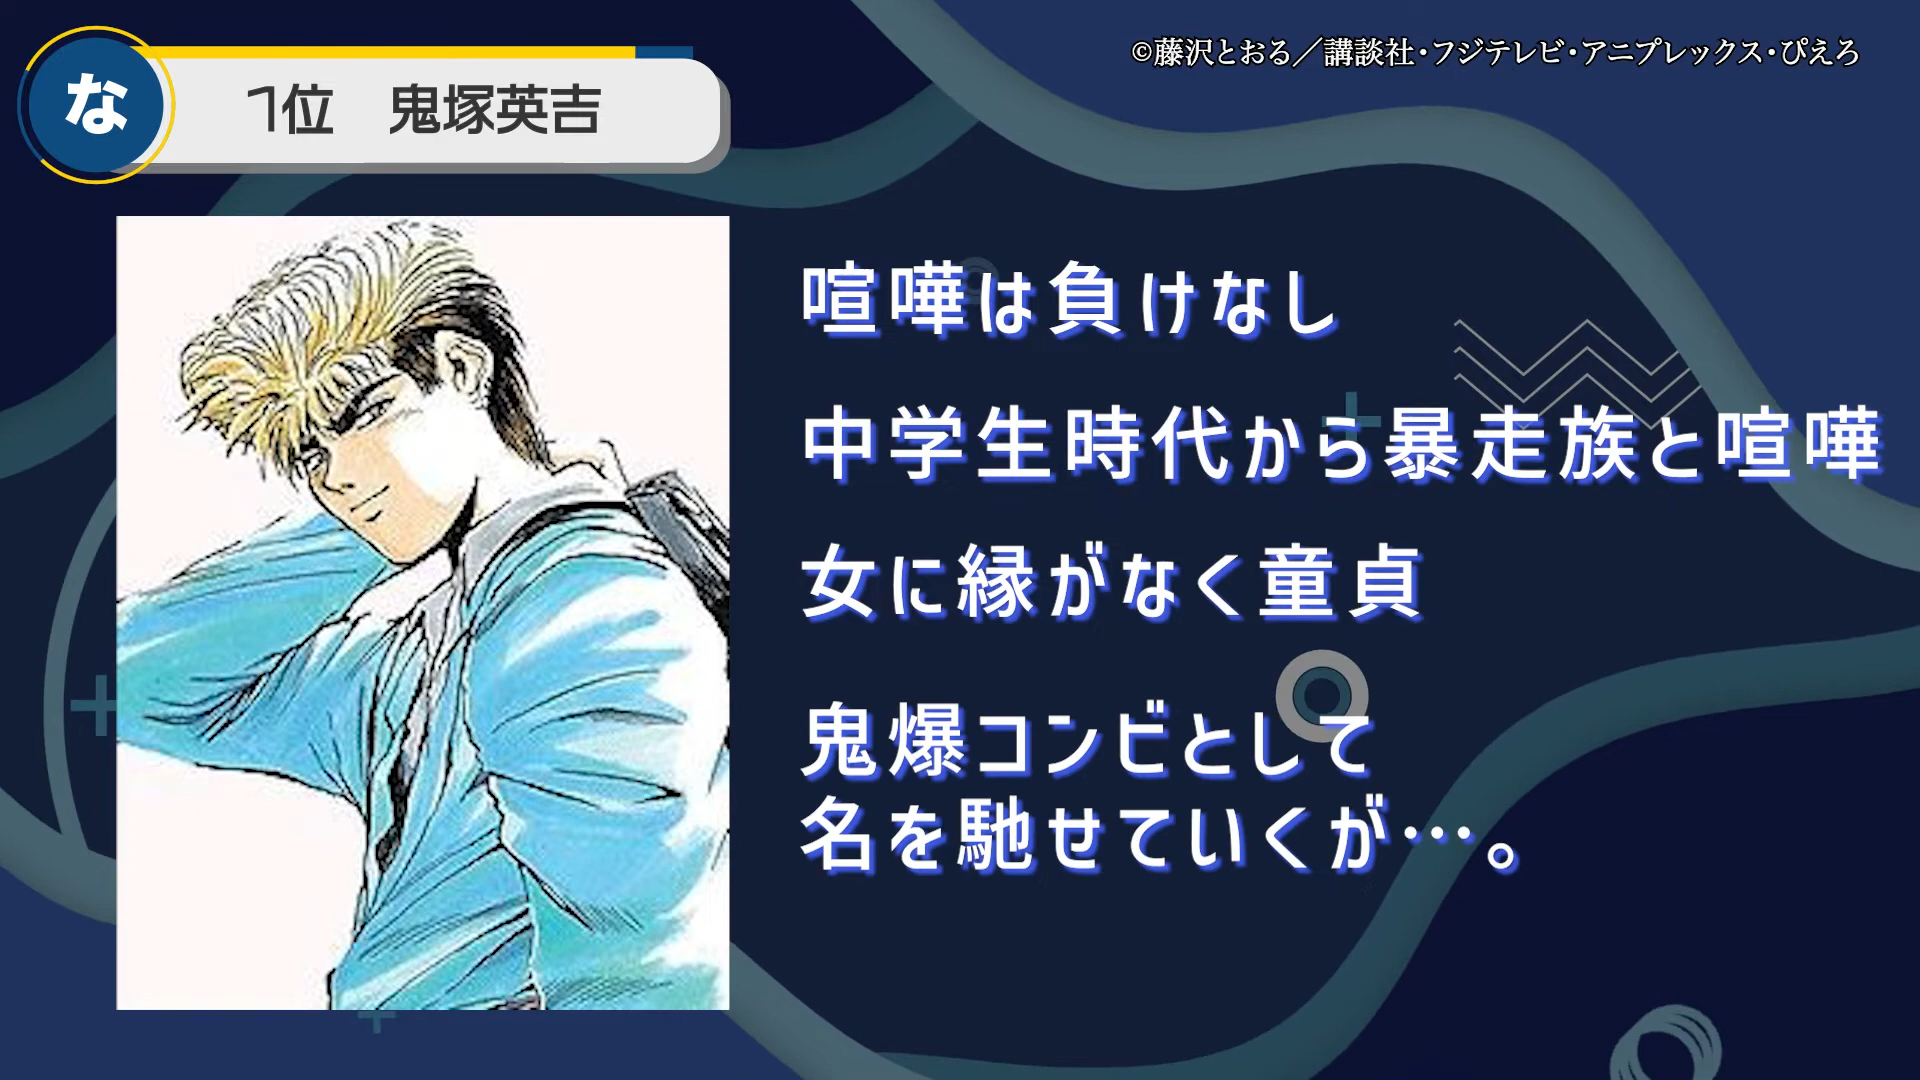 ©藤沢とおる／講談社・フジテレビ・アニプレックス・ぴえろ
な
1位　鬼塚英吉
喧嘩は負けなし
中学生時代から暴走族と喧嘩
女に縁がなく童貞
鬼爆コンビとして
名を馳せていくが…。